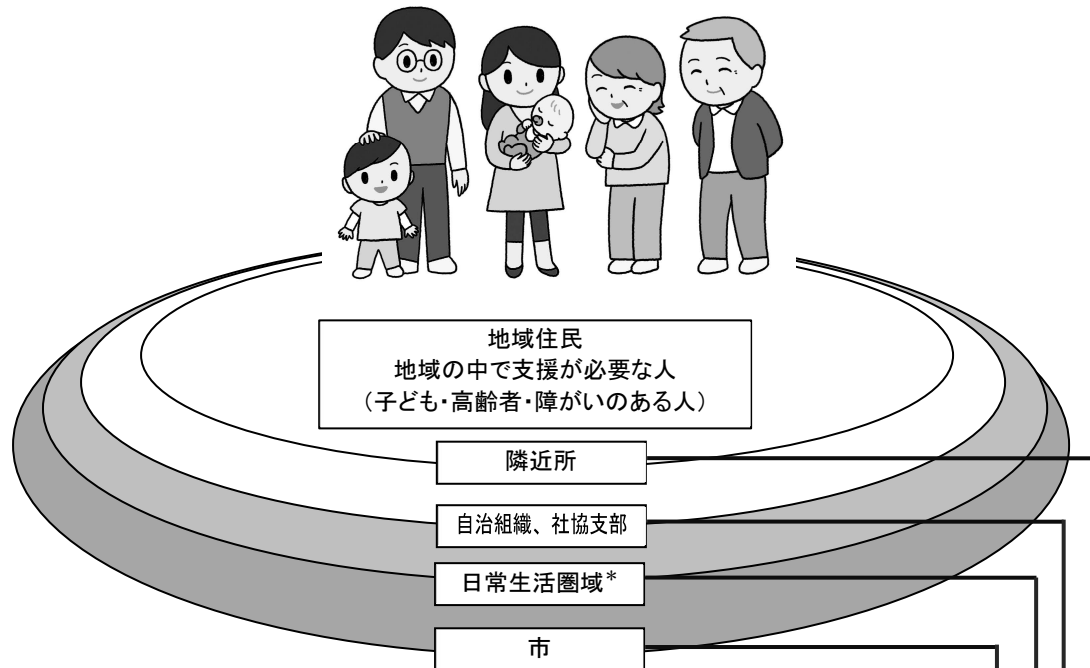 地域住民
地域の中で支援が必要な人
（子ども・高齢者・障がいのある人）
隣近所
自治組織、社協支部
日常生活圏域*
市